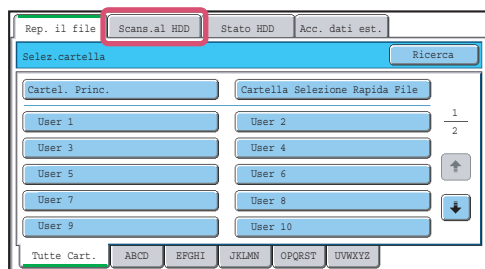 Rep. il file Scans.al HDD Stato HDD Acc. dati est.
Selez.cartella Ricerca
Cartel. Princ. Cartella Selezione Rapida File
User 1 User 2 1
2
User 3 User 4
User 5 User 6
User 7 User 8
User 9 User 10
Tutte Cart. ABCD EFGHI JKLMN OPQRST UVWXYZ